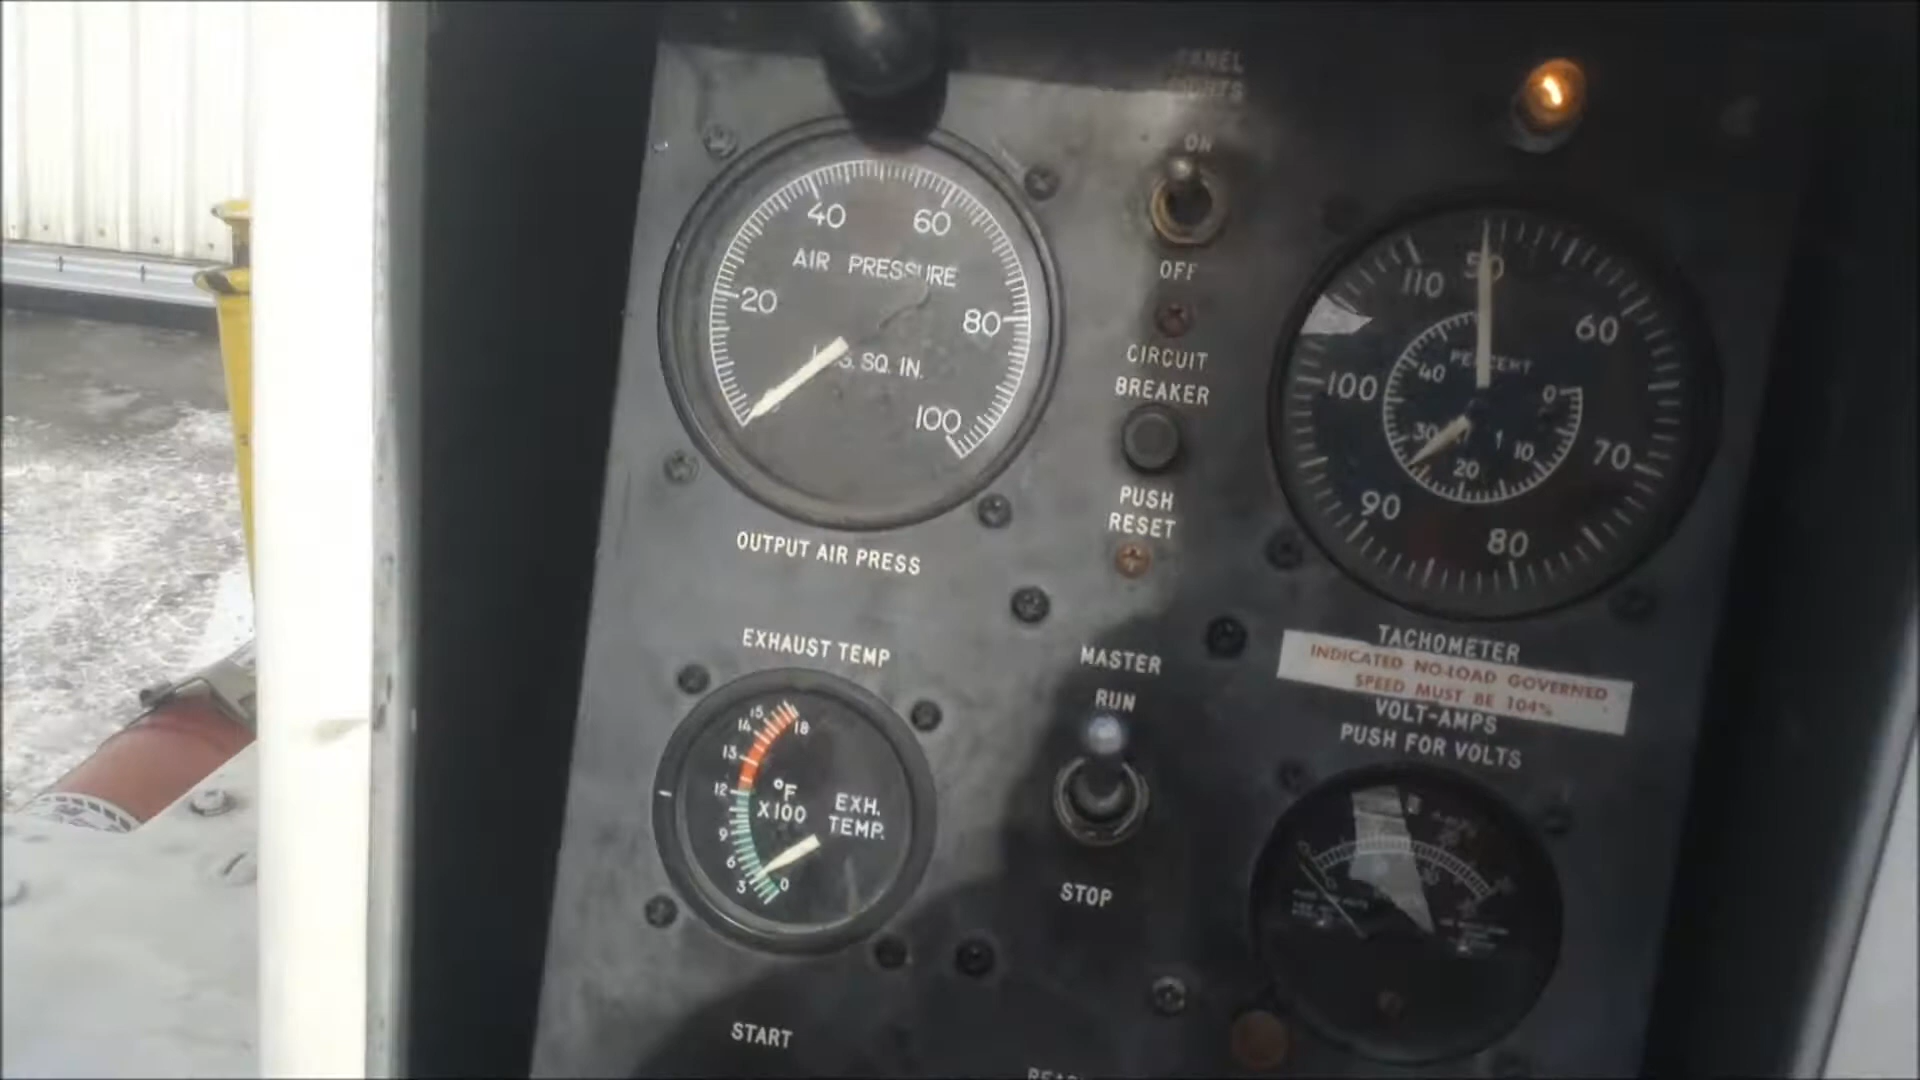 PANEL
LIGHTS
ON
OFF
CIRCUIT
BREAKER
PUSH
RESET
40
60
AIR PRESSURE
20
80
SQ. IN.
100
OUTPUT AIR PRESS
110
50
60
PERCENT
40
0
100
30
1
10
20
70
90
80
TACHOMETER
INDICATED NO-LOAD GOVERNED
SPEED MUST BE 104%
VOLT-AMPS
PUSH FOR VOLTS
EXHAUST TEMP
15
18
14
13
°F
X100
12
9
6
3
0
EXH.
TEMP.
MASTER
RUN
STOP
START